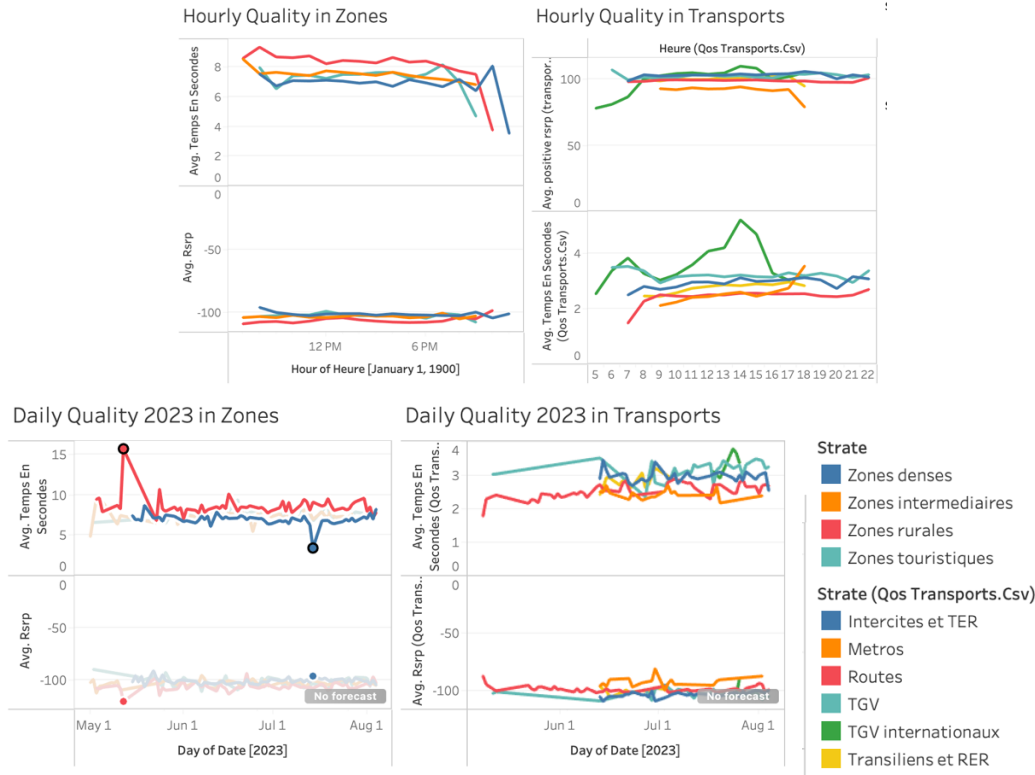 Hourly Quality in Zones
Avg. Temps En Secondes
8
6
4
2
0
Avg. Rsrp
0
-50
-100
12 PM
6 PM
Hour of Heure [January 1, 1900]
Hourly Quality in Transports
Heure (Qos Transports.Csv)
Avg. positive rsrp (transpor..
100
50
0
Avg. Temps En Secondes
(Qos Transports.Csv)
4
2
0
5 6 7 8 9 10 11 12 13 14 15 16 17 18 19 20 21 22
Daily Quality 2023 in Zones
Avg. Temps En
Secondes
15
10
5
0
Avg. Rsrp
0
-50
-100
No forecast
May 1
Jun 1
Jul 1
Aug 1
Day of Date [2023]
Daily Quality 2023 in Transports
Avg. Temps En
Secondes (Qos Trans..
4
3
2
1
0
Avg. Rsrp (Qos Trans..
0
-50
-100
No forecast
Jun 1
Jul 1
Aug 1
Day of Date [2023]
Strate
Zones denses
Zones intermediaires
Zones rurales
Zones touristiques
Strate (Qos Transports.Csv)
Intercites et TER
Metros
Routes
TGV
TGV internationaux
Transiliens et RER